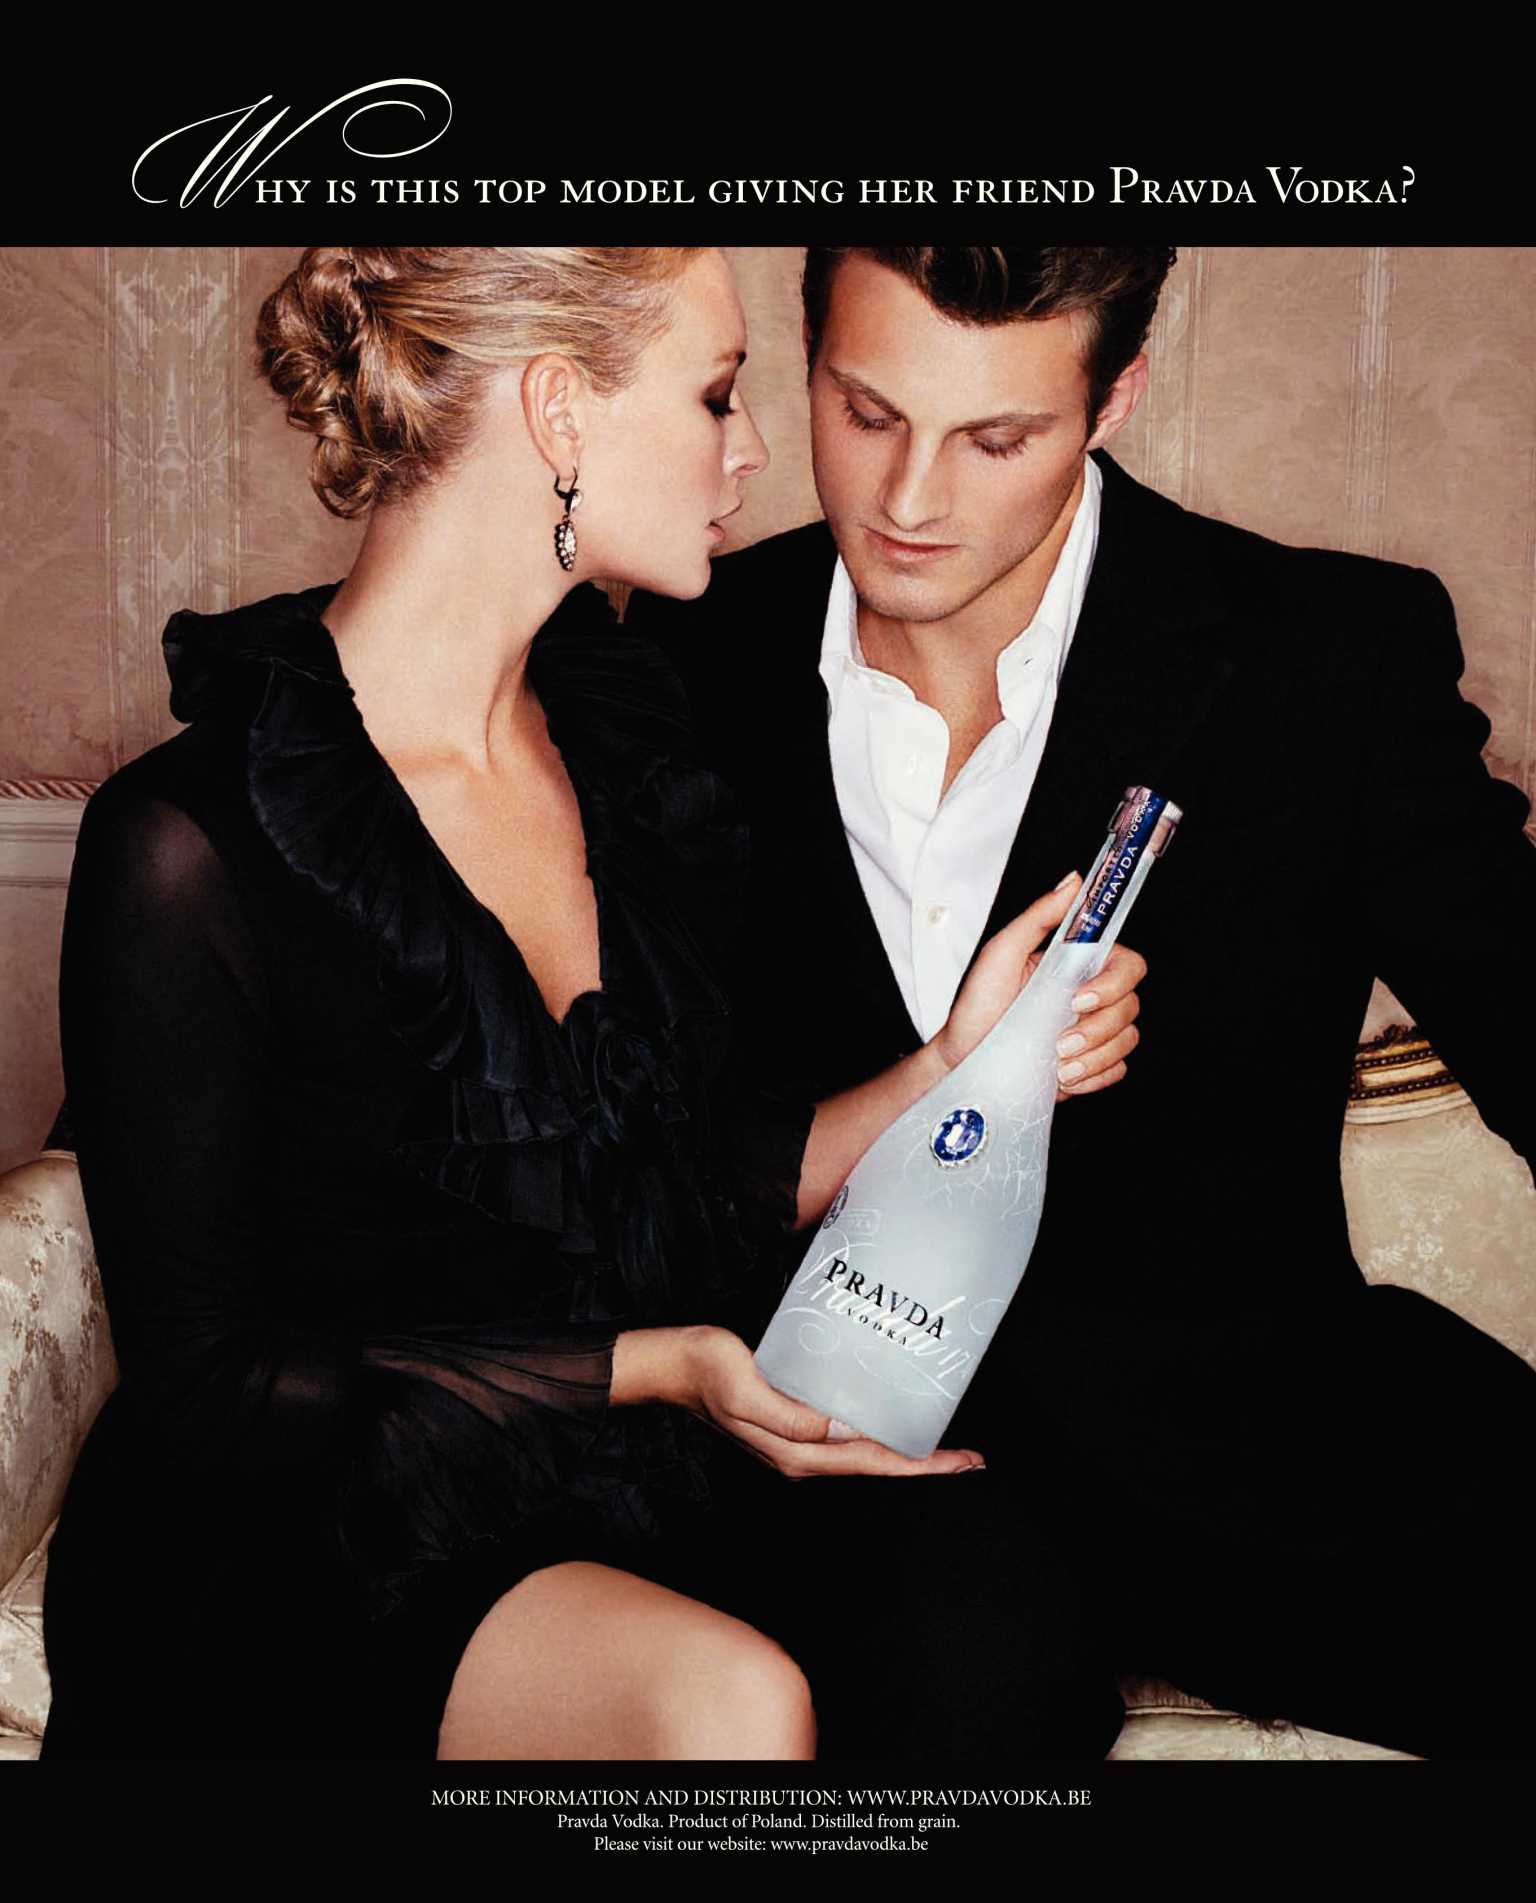 Why is this top model giving her friend Pravda Vodka?
PRAVDA VODKA
PRAVDA
VODKA
MORE INFORMATION AND DISTRIBUTION: WWW.PRAVDAVODKA.BE
Pravda Vodka. Product of Poland. Distilled from grain.
Please visit our website: www.pravdavodka.be